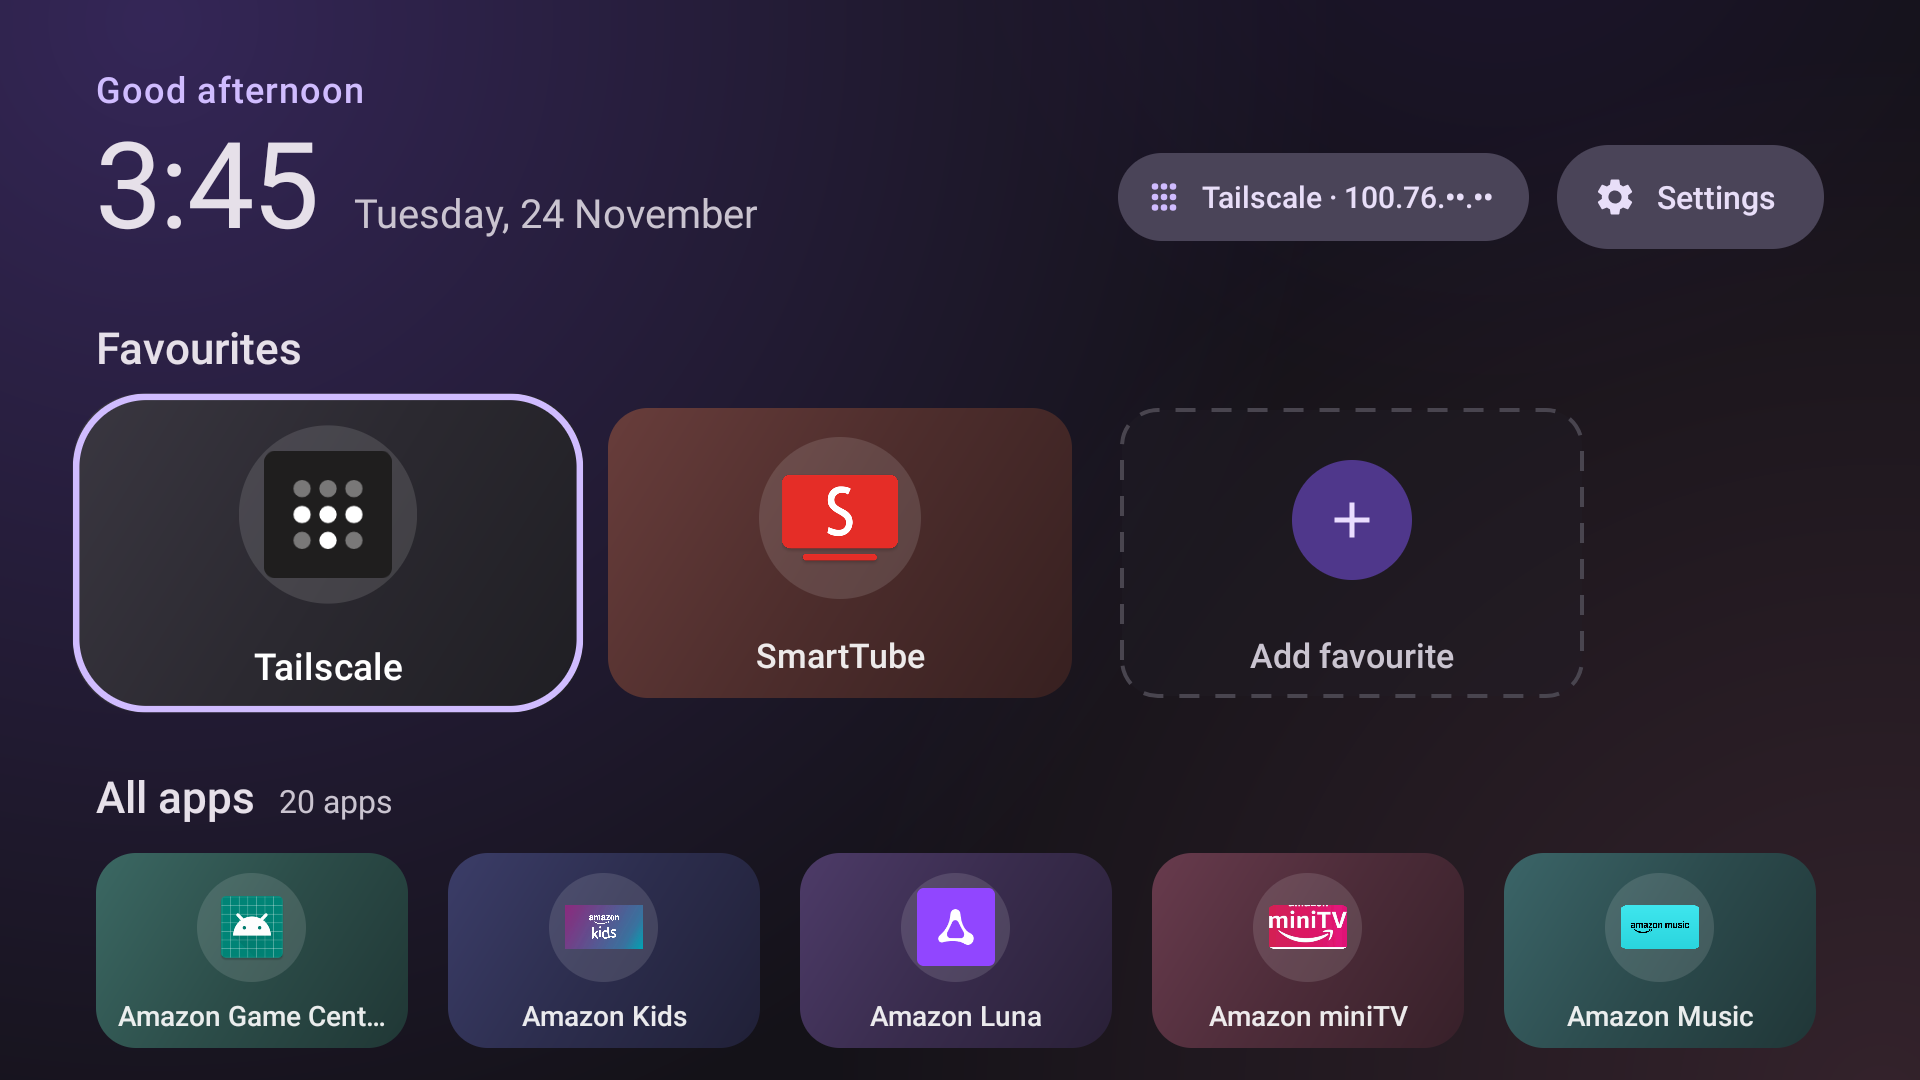 Good afternoon
3:45
Tuesday, 24 November
Tailscale · 100.76.••.••
Settings
Favourites
Tailscale
S
SmartTube
Add favourite
All apps
20 apps
Amazon Game Cent...
amazon
kids
Amazon Kids
Amazon Luna
miniTV
Amazon miniTV
amazon music
Amazon Music